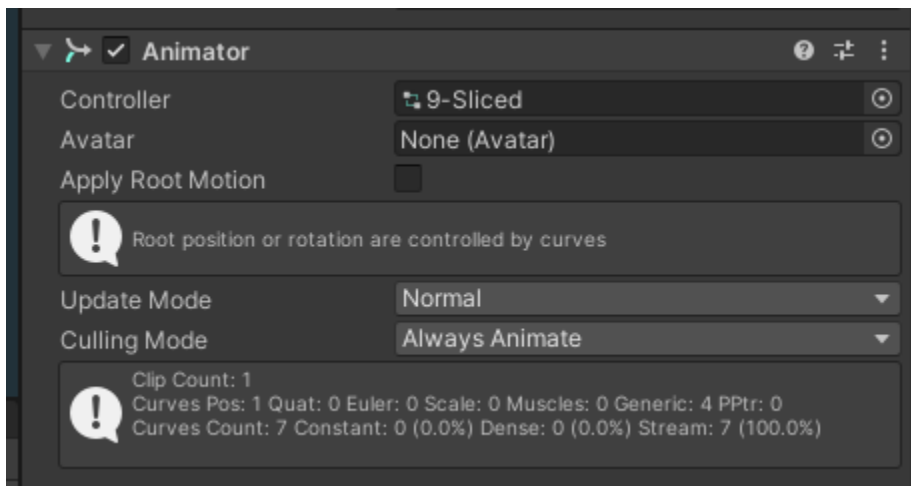 Animator
Controller 9-Sliced
Avatar None (Avatar)
Apply Root Motion
Root position or rotation are controlled by curves
Update Mode Normal
Culling Mode Always Animate
Clip Count: 1
Curves Pos: 1 Quat: 0 Euler: 0 Scale: 0 Muscles: 0 Generic: 4 PPtr: 0
Curves Count: 7 Constant: 0 (0.0%) Dense: 0 (0.0%) Stream: 7 (100.0%)